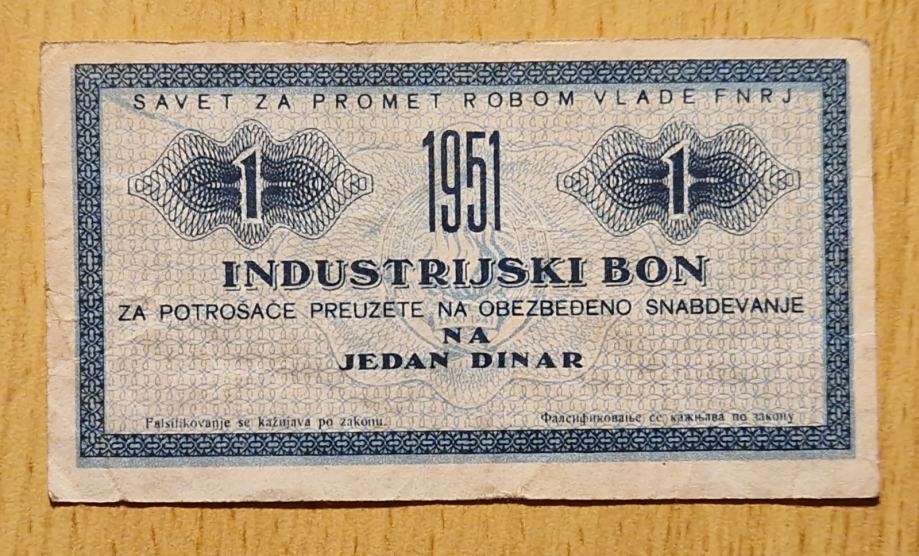 SAVET ZA PROMET ROBOM VLADE FNRJ
1 1951 1
INDUSTRIJSKI BON
ZA POTROŠAČE PREUZETE NA OBEZBEĐENO SNABDEVANJE
NA
JEDAN DINAR
Falsifikovanje se kažnjava po zakonu. Фалсификовање се кажњава по закону